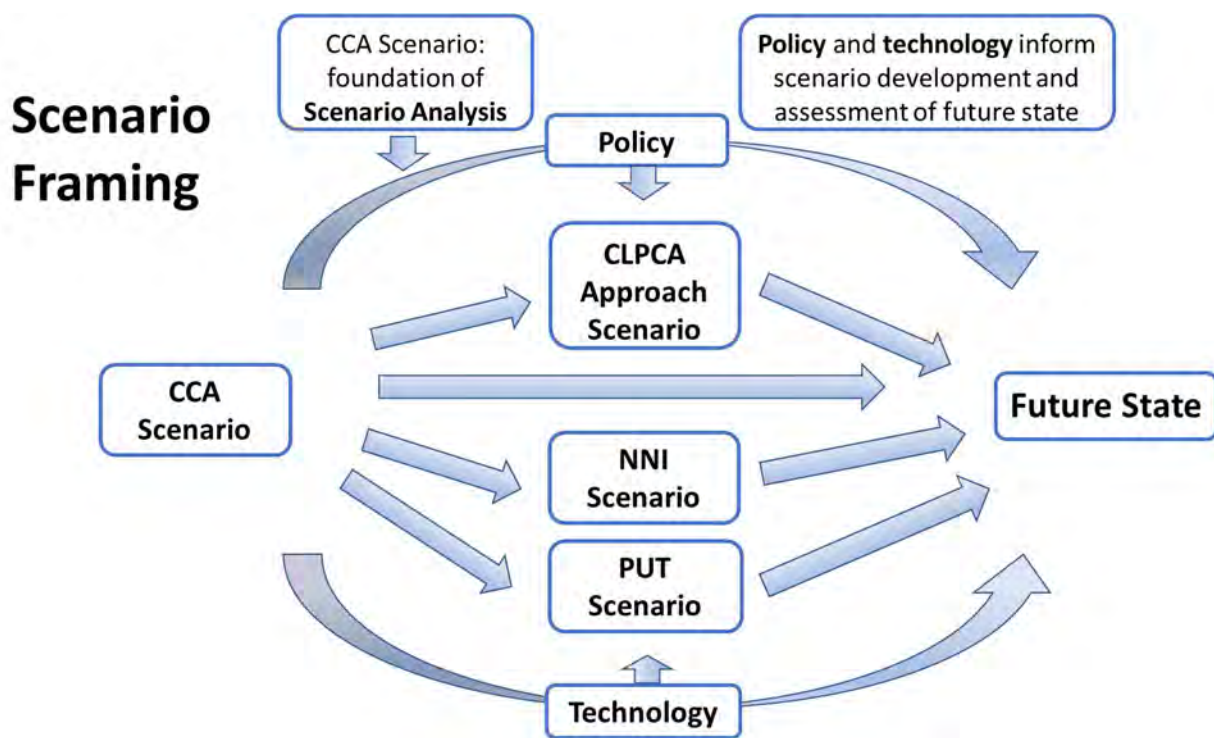 Scenario
Framing
CCA Scenario:
foundation of
Scenario Analysis
Policy and technology inform
scenario development and
assessment of future state
Policy
CLPCA
Approach
Scenario
CCA
Scenario
Future State
NNI
Scenario
PUT
Scenario
Technology